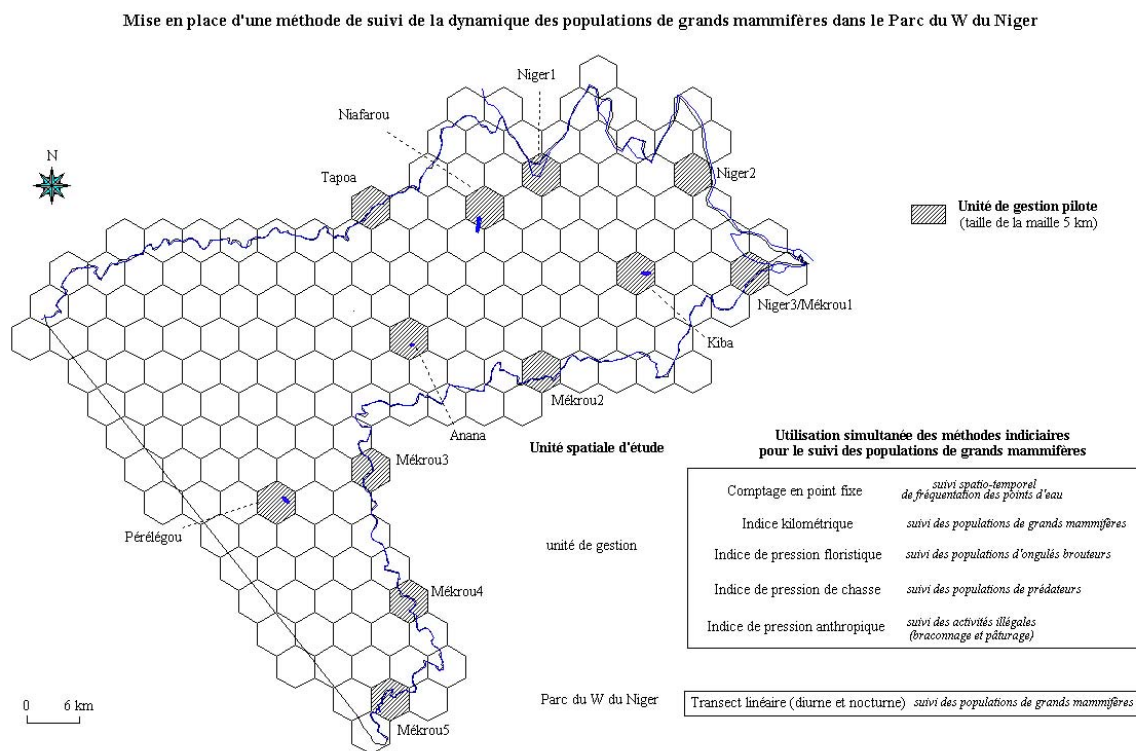 Mise en place d'une méthode de suivi de la dynamique des populations de grands mammifères dans le Parc du W du Niger
Niger1
Niafarou
N
Tapoa
Niger2
Unité de gestion pilote
(taille de la maille 5 km)
Niger3/Mékrou1
Kiba
Mékrou2
Anana
Unité spatiale d'étude
Utilisation simultanée des méthodes indiciaires
pour le suivi des populations de grands mammifères
Mékrou3
Comptage en point fixe
suivi spatio-temporel
de fréquentation des points d'eau
Pérélégou
Indice kilométrique
suivi des populations de grands mammifères
unité de gestion
Indice de pression floristique
suivi des populations d'ongulés brouteurs
Mékrou4
Indice de pression de chasse
suivi des populations de prédateurs
Indice de pression anthropique
suivi des activités illégales
(braconnage et pâturage)
0 6 km
Parc du W du Niger
Transect linéaire (diurne et nocturne) suivi des populations de grands mammifères
Mékrou5